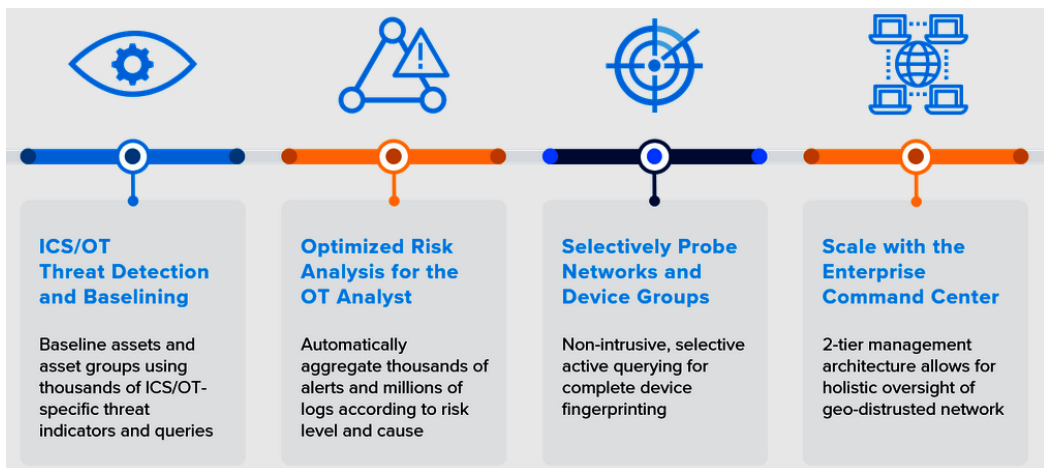 ICS/OT
Threat Detection
and Baselining
Baseline assets and
asset groups using
thousands of ICS/OT-
specific threat
indicators and queries
Optimized Risk
Analysis for the
OT Analyst
Automatically
aggregate thousands of
alerts and millions of
logs according to risk
level and cause
Selectively Probe
Networks and
Device Groups
Non-intrusive, selective
active querying for
complete device
fingerprinting
Scale with the
Enterprise
Command Center
2-tier management
architecture allows for
holistic oversight of
geo-distrusted network